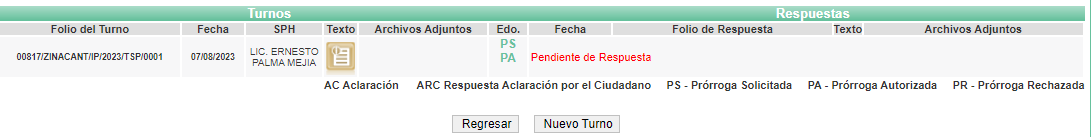 Turnos Respuestas
Folio del Turno Fecha SPH Texto Archivos Adjuntos Edo. Fecha Folio de Respuesta Texto Archivos Adjuntos
00817/ZINACANT/IP/2023/TSP/0001 07/08/2023 LIC. ERNESTO PALMA MEJIA PS PA Pendiente de Respuesta
AC Aclaración ARC Respuesta Aclaración por el Ciudadano PS - Prórroga Solicitada PA - Prórroga Autorizada PR - Prórroga Rechazada
Regresar Nuevo Turno